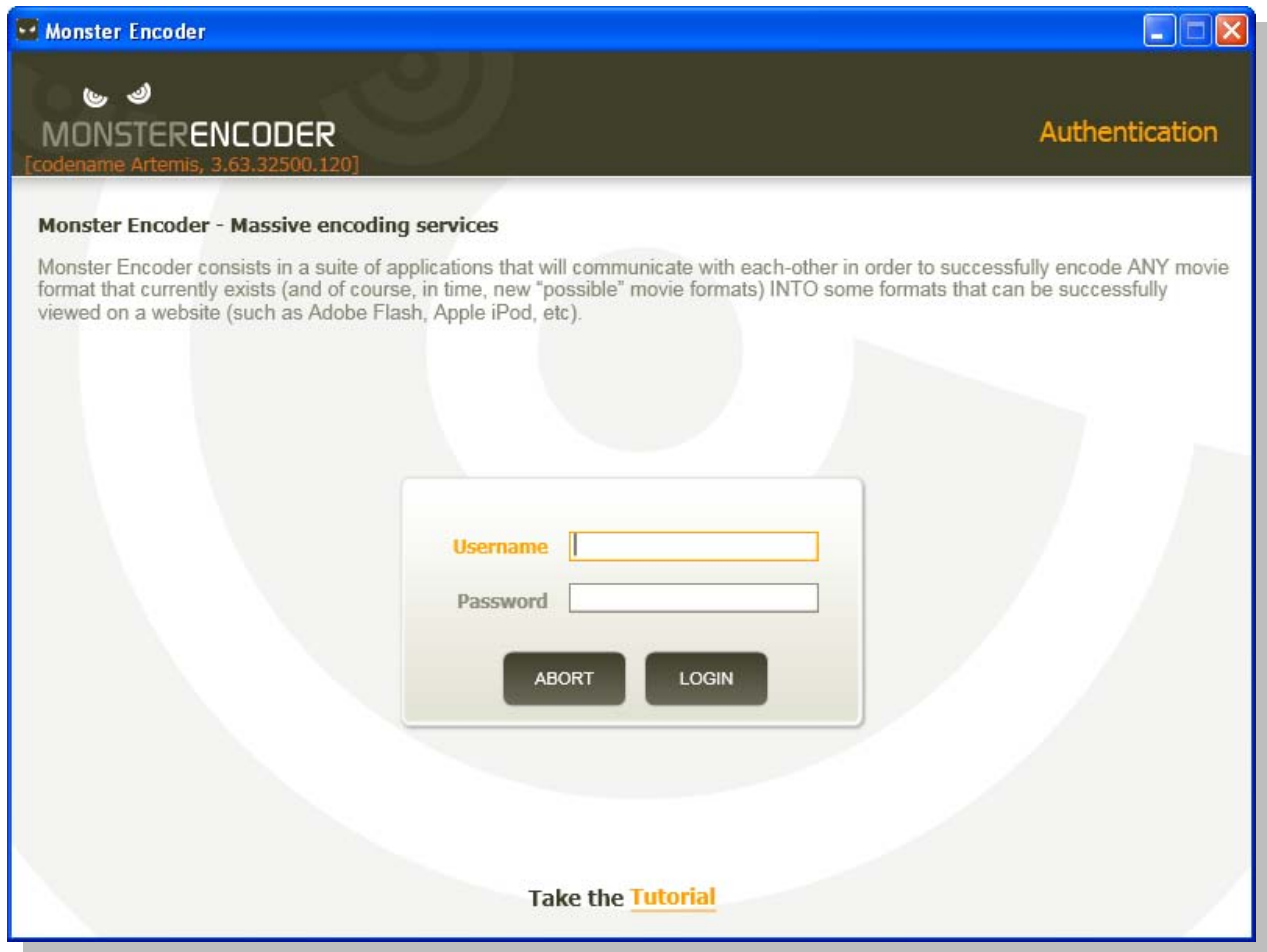 Monster Encoder
MONSTERENCODER
[codename Artemis, 3.63.32500.120]
Authentication
Monster Encoder - Massive encoding services
Monster Encoder consists in a suite of applications that will communicate with each-other in order to successfully encode ANY movie
format that currently exists (and of course, in time, new “possible” movie formats) INTO some formats that can be successfully
viewed on a website (such as Adobe Flash, Apple iPod, etc).
Username
Password
ABORT LOGIN
Take the Tutorial